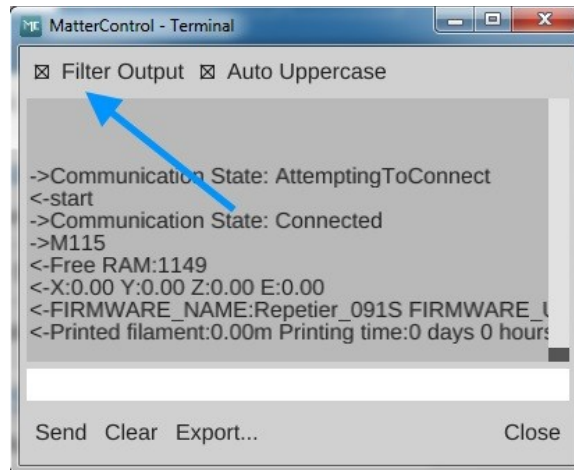 MatterControl - Terminal
Filter Output Auto Uppercase
->Communication State: AttemptingToConnect
<-start
->Communication State: Connected
->M115
<-Free RAM:1149
<-X:0.00 Y:0.00 Z:0.00 E:0.00
<-FIRMWARE_NAME:Repetier_091S FIRMWARE_
<-Printed filament:0.00m Printing time:0 days 0 hours
Send Clear Export... Close